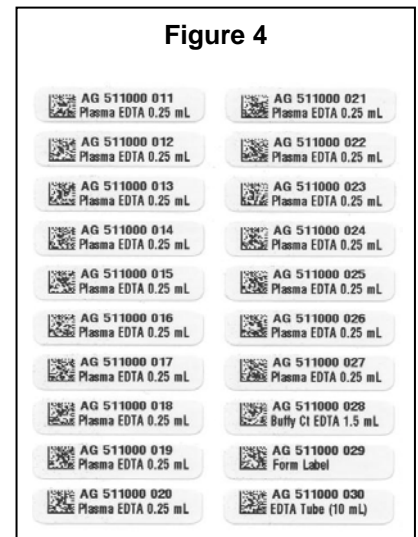 Figure 4
AG 511000 011
Plasma EDTA 0.25 mL
AG 511000 012
Plasma EDTA 0.25 mL
AG 511000 013
Plasma EDTA 0.25 mL
AG 511000 014
Plasma EDTA 0.25 mL
AG 511000 015
Plasma EDTA 0.25 mL
AG 511000 016
Plasma EDTA 0.25 mL
AG 511000 017
Plasma EDTA 0.25 mL
AG 511000 018
Plasma EDTA 0.25 mL
AG 511000 019
Plasma EDTA 0.25 mL
AG 511000 020
Plasma EDTA 0.25 mL
AG 511000 021
Plasma EDTA 0.25 mL
AG 511000 022
Plasma EDTA 0.25 mL
AG 511000 023
Plasma EDTA 0.25 mL
AG 511000 024
Plasma EDTA 0.25 mL
AG 511000 025
Plasma EDTA 0.25 mL
AG 511000 026
Plasma EDTA 0.25 mL
AG 511000 027
Plasma EDTA 0.25 mL
AG 511000 028
Buffy Ct EDTA 1.5 mL
AG 511000 029
Form Label
AG 511000 030
EDTA Tube (10 mL)